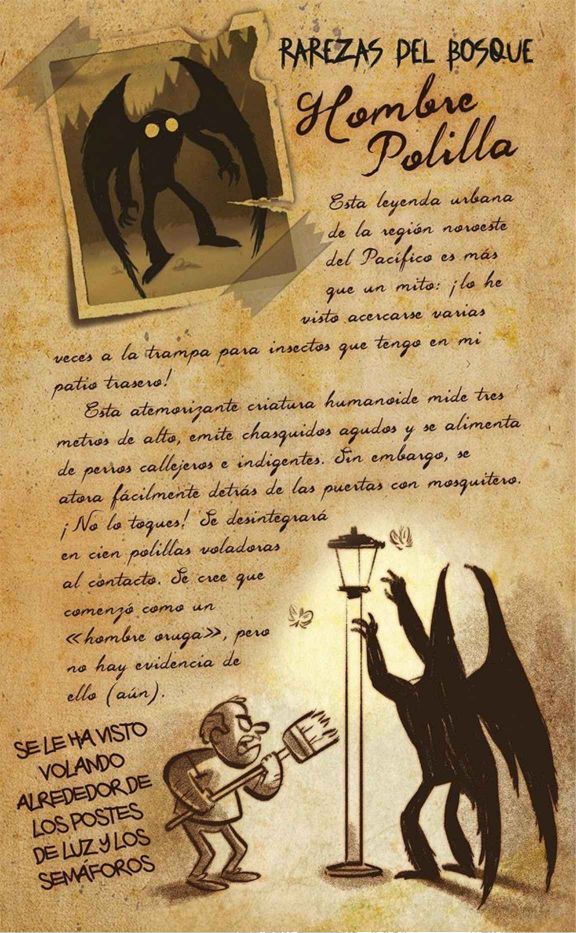 RAREZAS DEL BOSQUE
Hombre
Polilla
Esta leyenda urbana
de la región noroeste
del Pacífico es más
que un mito: ¡lo he
visto acercarse varias
veces a la trampa para insectos que tengo en mi
patio trasero!
Esta atemorizante criatura humanoide mide tres
metros de alto, emite chasquidos agudos y se alimenta
de perros callejeros e indigentes. Sin embargo, se
atora fácilmente detrás de las puertas con mosquitero.
¡No lo toques! Se desintegrará
en cien polillas voladoras
al contacto. Se cree que
comenzó como un
«hombre oruga», pero
no hay evidencia de
ello (aún).
SE LE HA VISTO
VOLANDO
ALREDEDOR DE
LOS POSTES
DE LUZ Y LOS
SEMÁFOROS